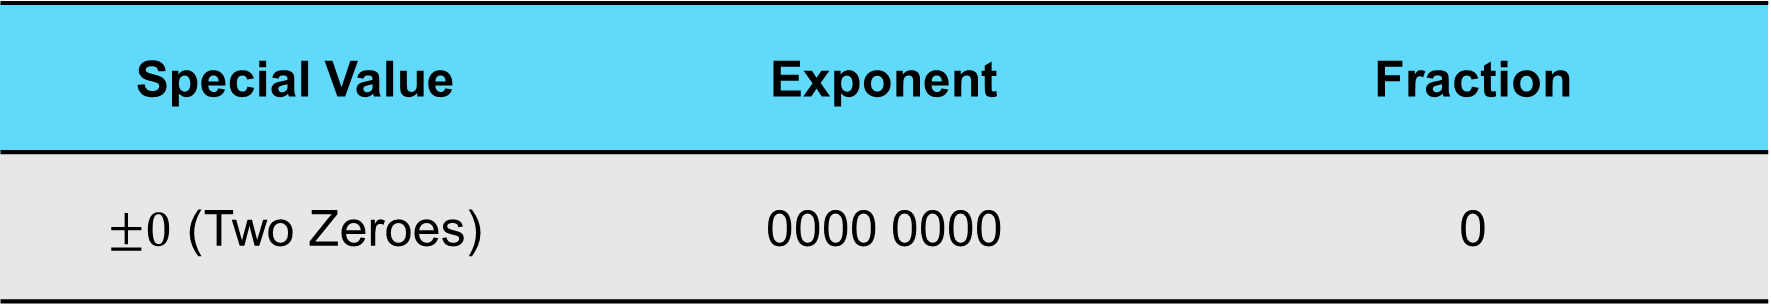 Special Value Exponent Fraction
±0 (Two Zeroes) 0000 0000 0